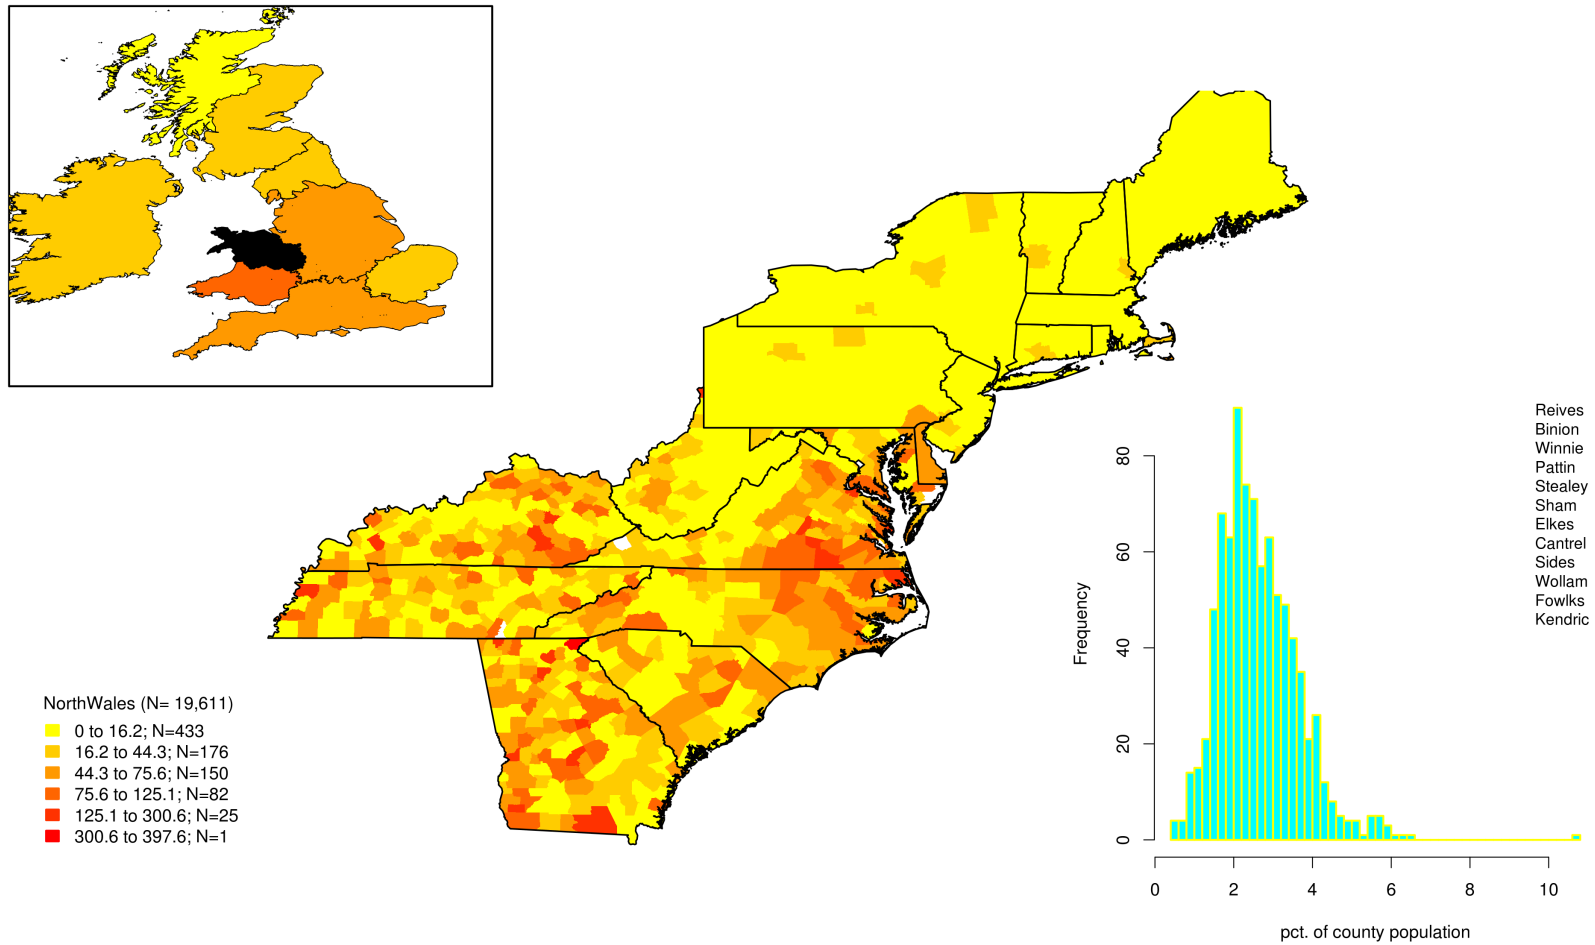 Reives
Binion
Winnie
Pattin
Stealey
Sham
Elkes
Cantrel
Sides
Wollam
Fowlks
Kendric
NorthWales (N= 19,611)
0 to 16.2; N=433
16.2 to 44.3; N=176
44.3 to 75.6; N=150
75.6 to 125.1; N=82
125.1 to 300.6; N=25
300.6 to 397.6; N=1
Frequency
80
60
40
20
0
0 2 4 6 8 10
pct. of county population